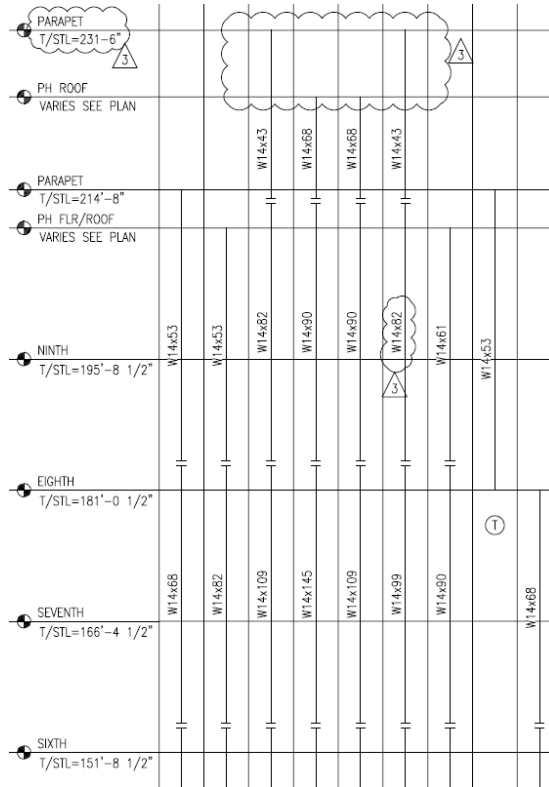 PARAPET
T/STL=231-6"
3
3
PH ROOF
VARIES SEE PLAN
W14x43
W14x68
W14x68
W14x43
PARAPET
T/STL=214'-8"
PH FLR/ROOF
VARIES SEE PLAN
W14x53
W14x53
W14x82
W14x90
W14x90
W14x82
W14x61
W14x53
NINTH
T/STL=195'-8 1/2"
3
EIGHTH
T/STL=181'-0 1/2"
T
W14x68
W14x82
W14x109
W14x145
W14x109
W14x99
W14x90
W14x68
SEVENTH
T/STL=166'-4 1/2"
SIXTH
T/STL=151'-8 1/2"